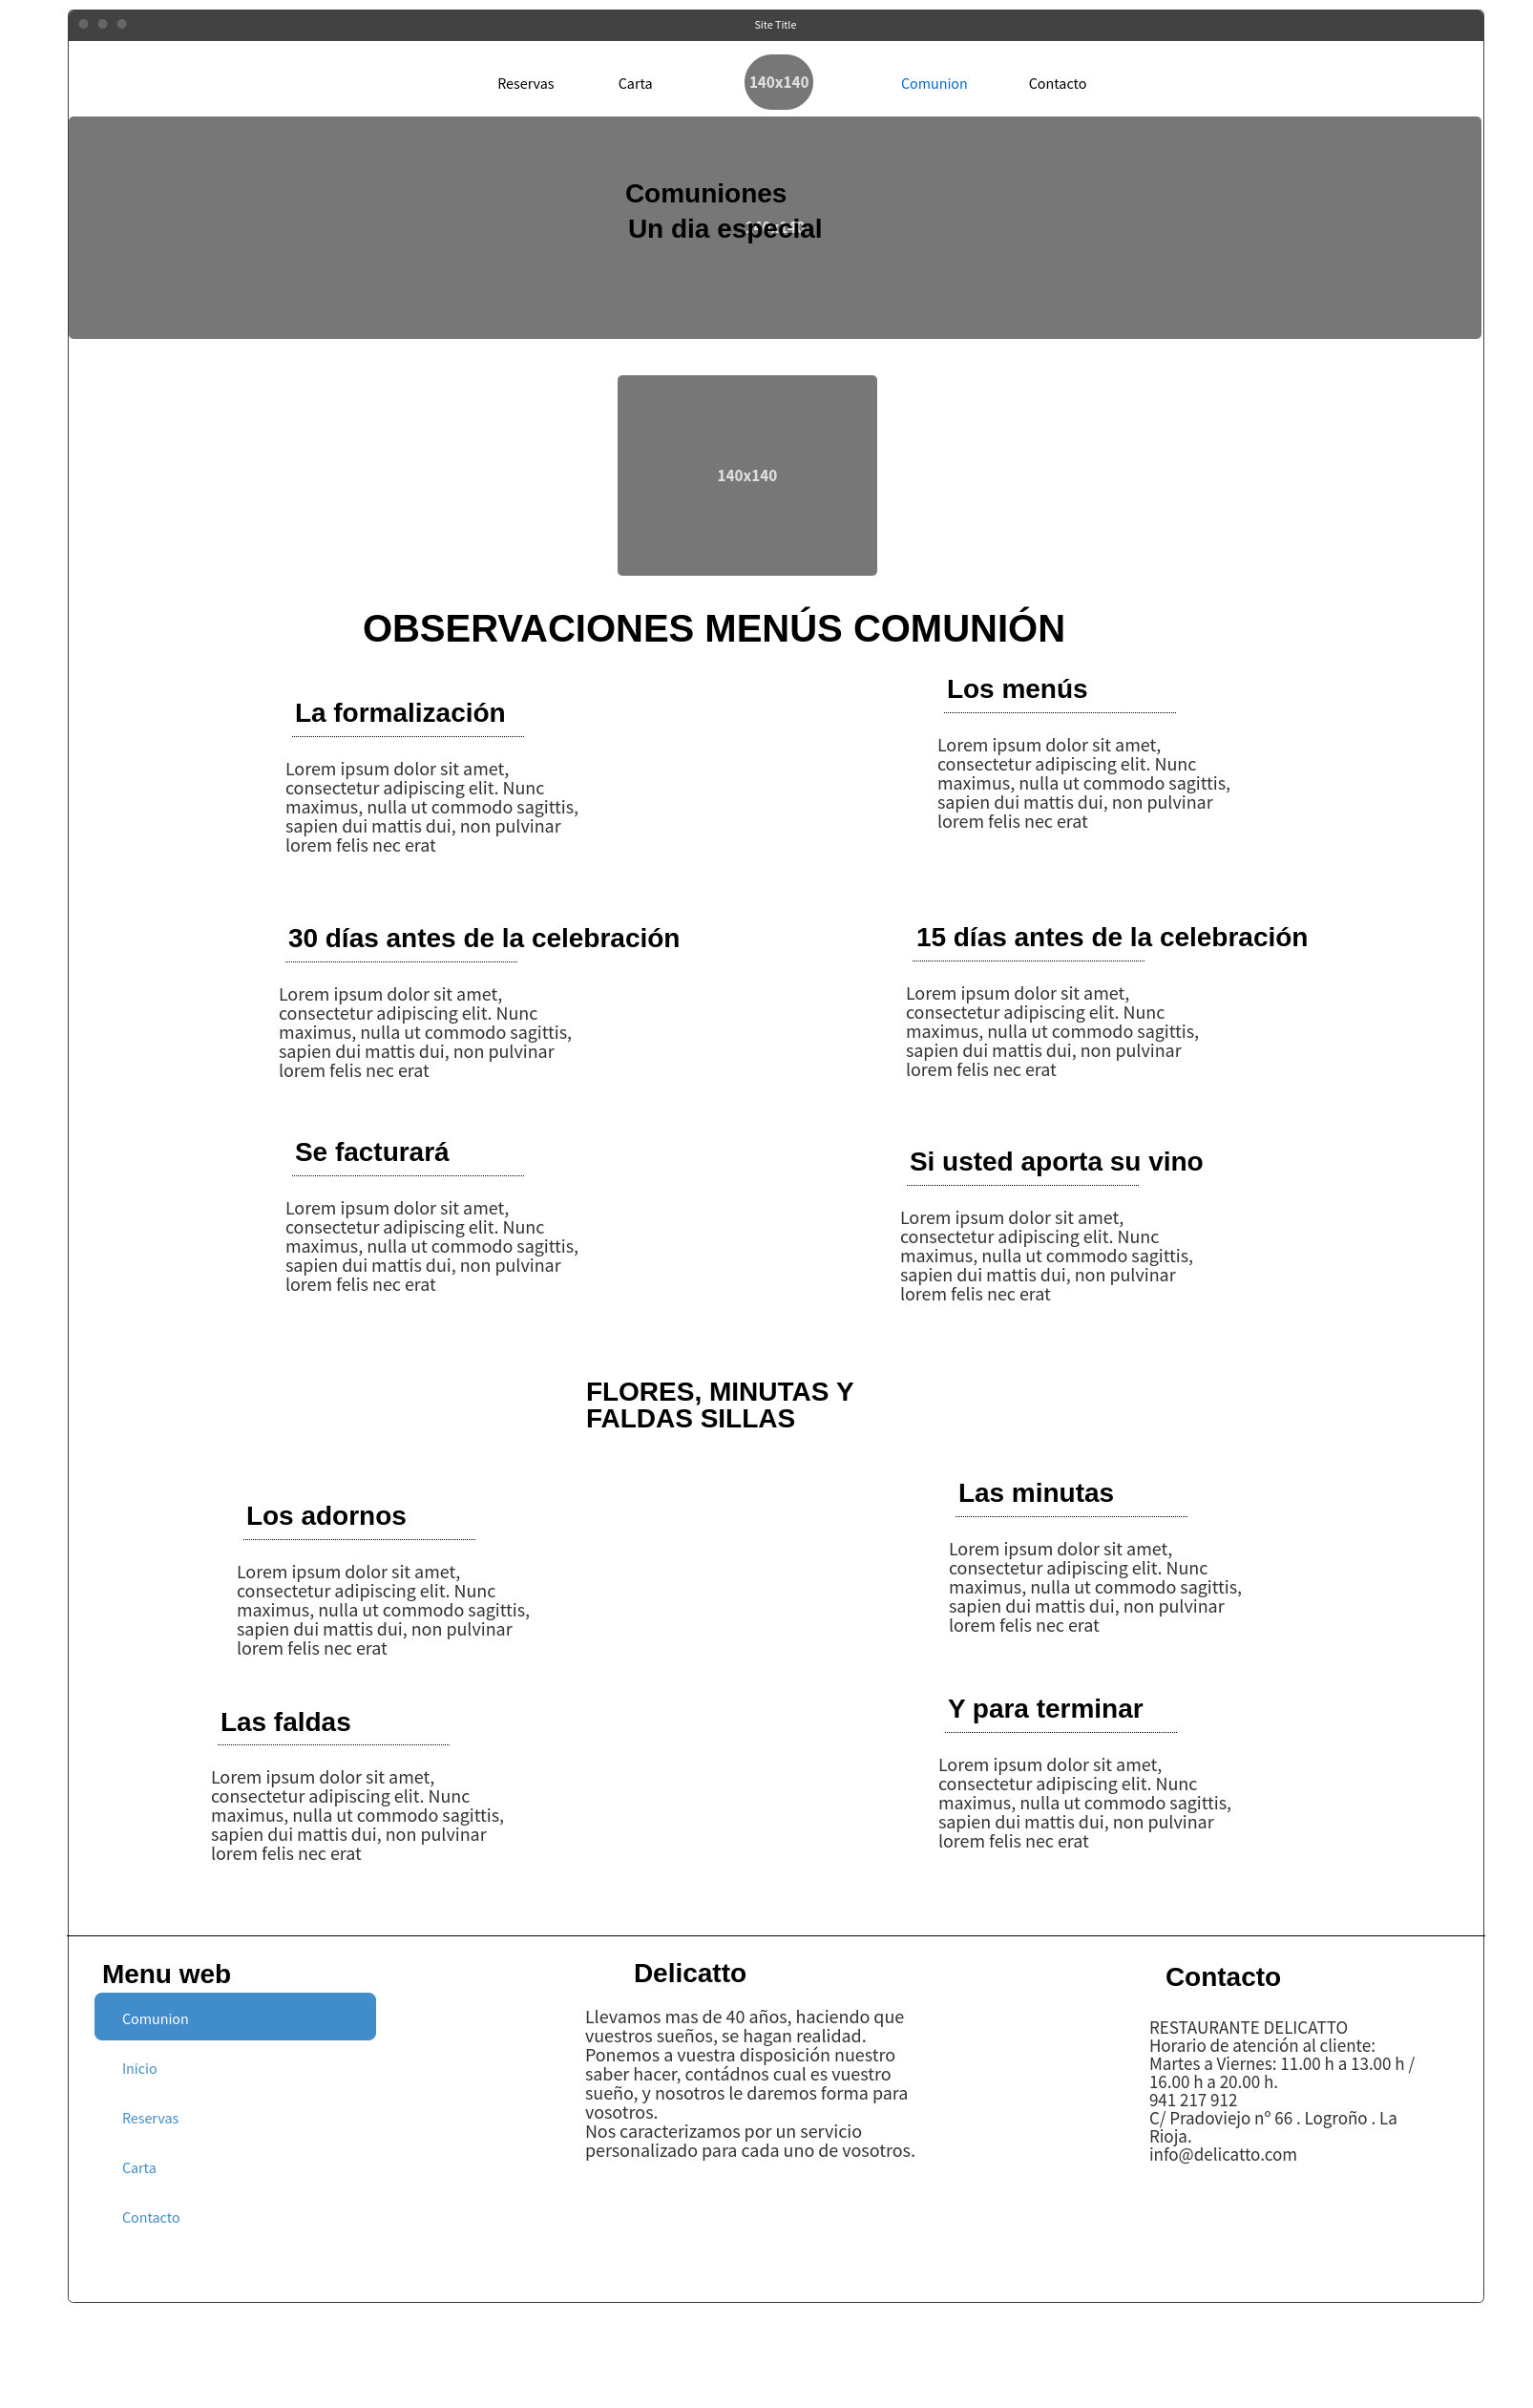 Site Title
Reservas
Carta
140x140
Comunion
Contacto
Comuniones
Un dia especial
140x140
OBSERVACIONES MENÚS COMUNIÓN
La formalización
Lorem ipsum dolor sit amet,
consectetur adipiscing elit. Nunc
maximus, nulla ut commodo sagittis,
sapien dui mattis dui, non pulvinar
lorem felis nec erat
Los menús
Lorem ipsum dolor sit amet,
consectetur adipiscing elit. Nunc
maximus, nulla ut commodo sagittis,
sapien dui mattis dui, non pulvinar
lorem felis nec erat
30 días antes de la celebración
Lorem ipsum dolor sit amet,
consectetur adipiscing elit. Nunc
maximus, nulla ut commodo sagittis,
sapien dui mattis dui, non pulvinar
lorem felis nec erat
15 días antes de la celebración
Lorem ipsum dolor sit amet,
consectetur adipiscing elit. Nunc
maximus, nulla ut commodo sagittis,
sapien dui mattis dui, non pulvinar
lorem felis nec erat
Se facturará
Lorem ipsum dolor sit amet,
consectetur adipiscing elit. Nunc
maximus, nulla ut commodo sagittis,
sapien dui mattis dui, non pulvinar
lorem felis nec erat
Si usted aporta su vino
Lorem ipsum dolor sit amet,
consectetur adipiscing elit. Nunc
maximus, nulla ut commodo sagittis,
sapien dui mattis dui, non pulvinar
lorem felis nec erat
FLORES, MINUTAS Y
FALDAS SILLAS
Los adornos
Lorem ipsum dolor sit amet,
consectetur adipiscing elit. Nunc
maximus, nulla ut commodo sagittis,
sapien dui mattis dui, non pulvinar
lorem felis nec erat
Las minutas
Lorem ipsum dolor sit amet,
consectetur adipiscing elit. Nunc
maximus, nulla ut commodo sagittis,
sapien dui mattis dui, non pulvinar
lorem felis nec erat
Las faldas
Lorem ipsum dolor sit amet,
consectetur adipiscing elit. Nunc
maximus, nulla ut commodo sagittis,
sapien dui mattis dui, non pulvinar
lorem felis nec erat
Y para terminar
Lorem ipsum dolor sit amet,
consectetur adipiscing elit. Nunc
maximus, nulla ut commodo sagittis,
sapien dui mattis dui, non pulvinar
lorem felis nec erat
Menu web
Comunion
Inicio
Reservas
Carta
Contacto
Delicatto
Llevamos mas de 40 años, haciendo que
vuestros sueños, se hagan realidad.
Ponemos a vuestra disposición nuestro
saber hacer, contádnos cual es vuestro
sueño, y nosotros le daremos forma para
vosotros.
Nos caracterizamos por un servicio
personalizado para cada uno de vosotros.
Contacto
RESTAURANTE DELICATTO
Horario de atención al cliente:
Martes a Viernes: 11.00 h a 13.00 h /
16.00 h a 20.00 h.
941 217 912
C/ Pradoviejo nº 66 . Logroño . La
Rioja.
info@delicatto.com